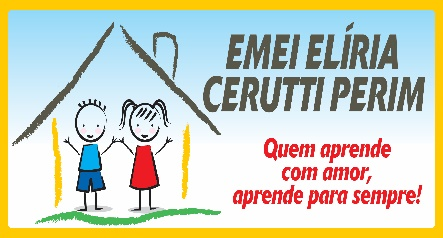 EMEI ELÍRIA
CERUTTI PERIM
Quem aprende
com amor,
aprende para sempre!